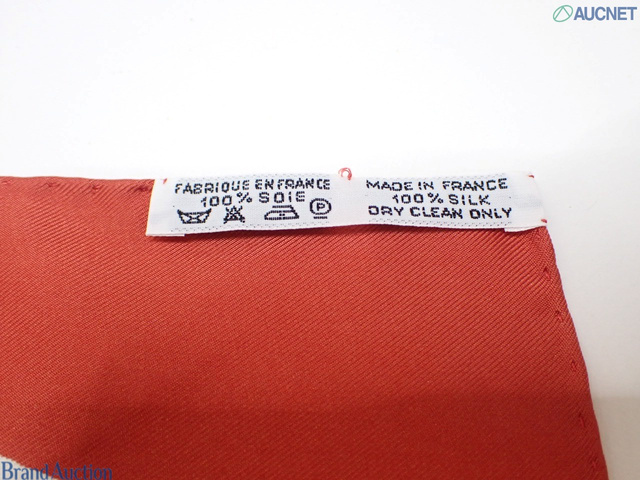 AUCNET
FABRIQUE EN FRANCE
100% SOIE
P
MADE IN FRANCE
100% SILK
DRY CLEAN ONLY
Brand Auction